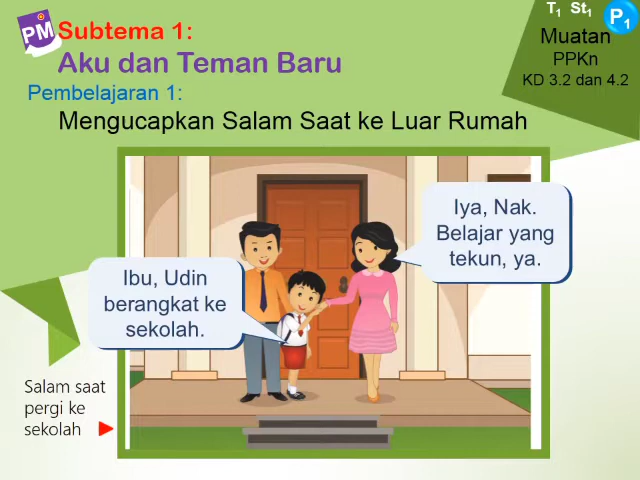 PM
Subtema 1:
Aku dan Teman Baru
Pembelajaran 1:
Mengucapkan Salam Saat ke Luar Rumah
T₁ St₁
P₁
Muatan
PPKn
KD 3.2 dan 4.2
Iya, Nak.
Belajar yang
tekun, ya.
Ibu, Udin
berangkat ke
sekolah.
Salam saat
pergi ke
sekolah